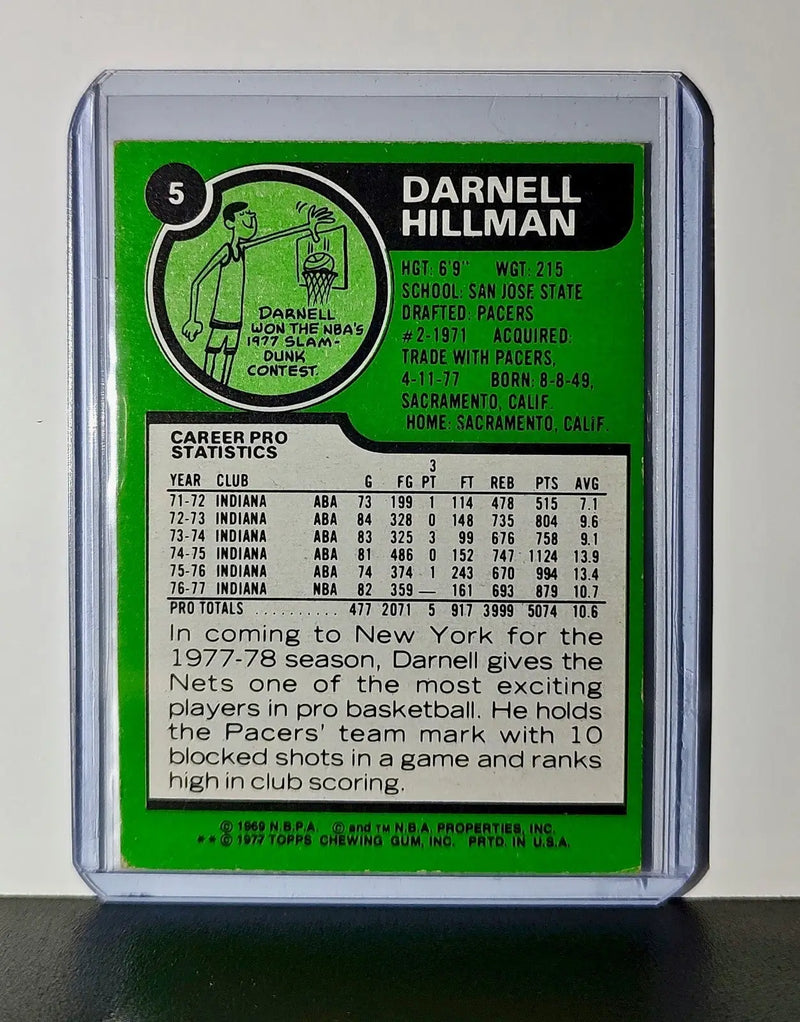 5
DARNELL
HILLMAN
DARNELL
WON THE NBA'S
1977 SLAM-
DUNK
CONTEST.
HGT: 6'9" WGT: 215
SCHOOL: SAN JOSE STATE
DRAFTED: PACERS
#2-1971 ACQUIRED:
TRADE WITH PACERS,
4-11-77 BORN: 8-8-49,
SACRAMENTO, CALIF.
HOME: SACRAMENTO, CALIF.
CAREER PRO
STATISTICS
YEAR CLUB G FG 3 PT FT REB PTS AVG
71-72 INDIANA ABA 73 199 1 114 478 515 7.1
72-73 INDIANA ABA 84 328 0 148 735 804 9.6
73-74 INDIANA ABA 83 325 3 99 676 758 9.1
74-75 INDIANA ABA 81 486 0 152 747 1124 13.9
75-76 INDIANA ABA 74 374 1 243 670 994 13.4
76-77 INDIANA NBA 82 359 — 161 693 879 10.7
PRO TOTALS .......... 477 2071 5 917 3999 5074 10.6
In coming to New York for the
1977-78 season, Darnell gives the
Nets one of the most exciting
players in pro basketball. He holds
the Pacers' team mark with 10
blocked shots in a game and ranks
high in club scoring.
© 1969 N.B.P.A. © and TM N.B.A. PROPERTIES, INC.
** © 1977 TOPPS CHEWING GUM, INC. PRTD. IN U.S.A.